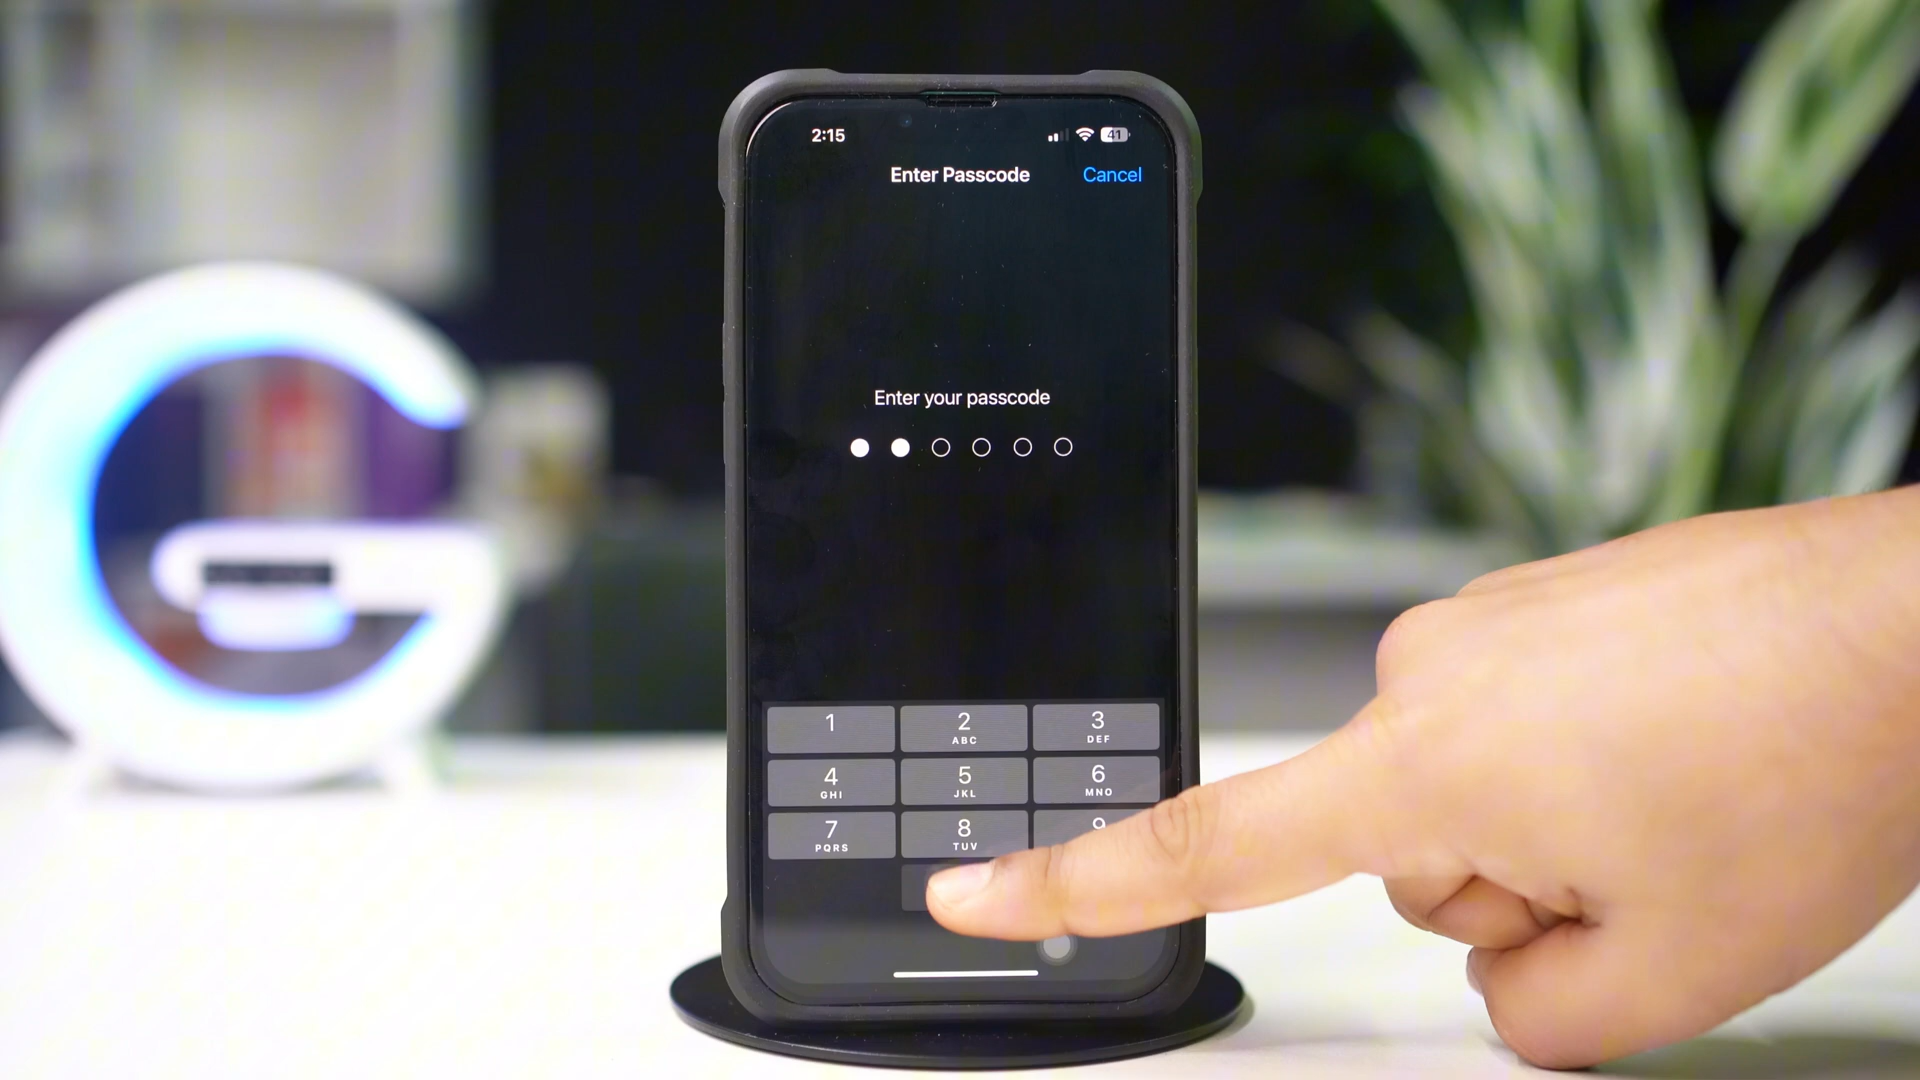 2:15
41
Enter Passcode
Cancel
Enter your passcode
1
2
ABC
3
DEF
4
GHI
5
JKL
6
MNO
7
PQRS
8
TUV
9